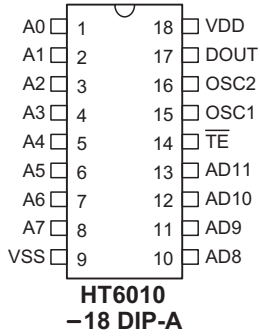 A0 1 18 VDD
A1 2 17 DOUT
A2 3 16 OSC2
A3 4 15 OSC1
A4 5 14 T̅E̅
A5 6 13 AD11
A6 7 12 AD10
A7 8 11 AD9
VSS 9 10 AD8
HT6010
–18 DIP-A